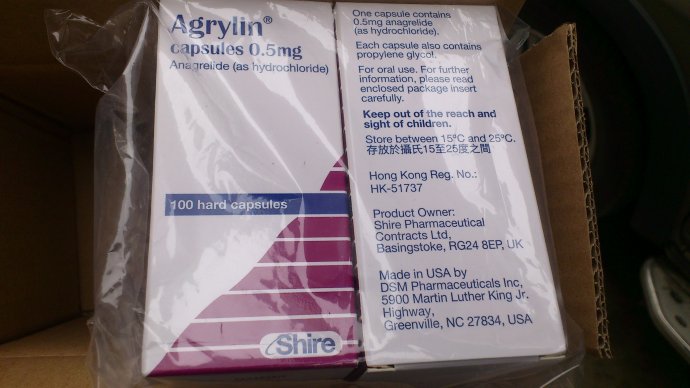 Agrylin®
capsules 0.5mg
Anagrelide (as hydrochloride)
100 hard capsules
Shire
One capsule contains
0.5mg anagrelide
(as hydrochloride).
Each capsule also contains
propylene glycol.
For oral use. For further
information, please read
enclosed package insert
carefully.
Keep out of the reach and
sight of children.
Store between 15ºC and 25ºC.
存放於攝氏15至25度之間
Hong Kong Reg. No.:
HK-51737
Product Owner:
Shire Pharmaceutical
Contracts Ltd,
Basingstoke, RG24 8EP, UK
Made in USA by
DSM Pharmaceuticals Inc,
5900 Martin Luther King Jr.
Highway,
Greenville, NC 27834, USA